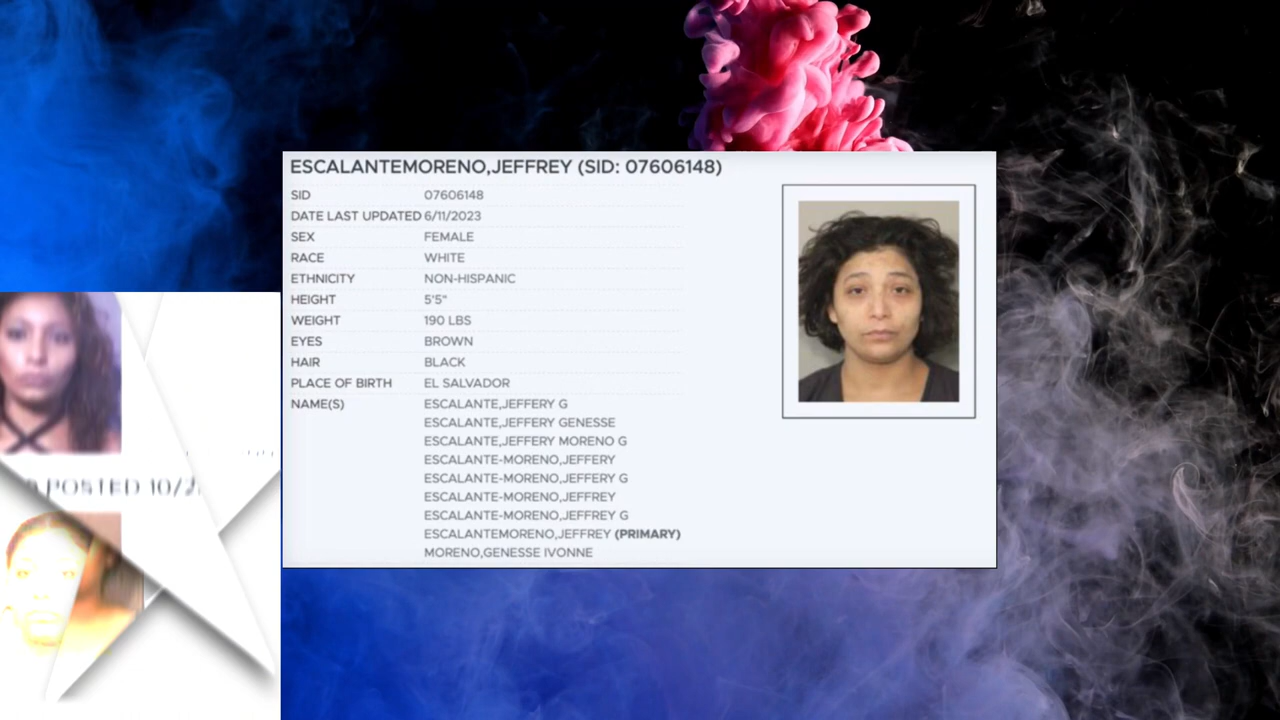 ESCALANTEMORENO,JEFFREY (SID: 07606148)
SID 07606148
DATE LAST UPDATED 6/11/2023
SEX FEMALE
RACE WHITE
ETHNICITY NON-HISPANIC
HEIGHT 5'5"
WEIGHT 190 LBS
EYES BROWN
HAIR BLACK
PLACE OF BIRTH EL SALVADOR
NAME(S) ESCALANTE,JEFFERY G
ESCALANTE,JEFFERY GENESSE
ESCALANTE,JEFFERY MORENO G
ESCALANTE-MORENO,JEFFERY
ESCALANTE-MORENO,JEFFERY G
ESCALANTE-MORENO,JEFFREY
ESCALANTE-MORENO,JEFFREY G
ESCALANTEMORENO,JEFFREY (PRIMARY)
MORENO,GENESSE IVONNE
POSTED